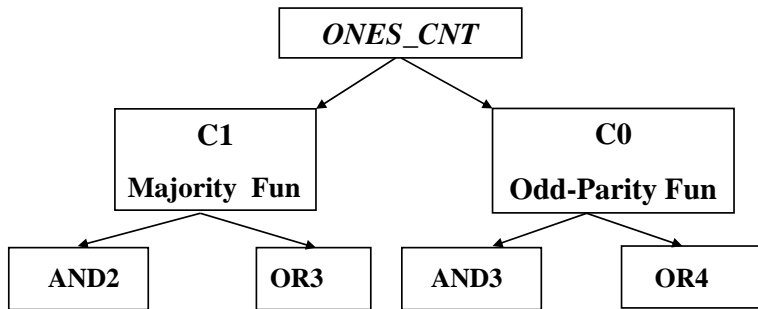 ONES_CNT
C1
Majority Fun
C0
Odd-Parity Fun
AND2
OR3
AND3
OR4